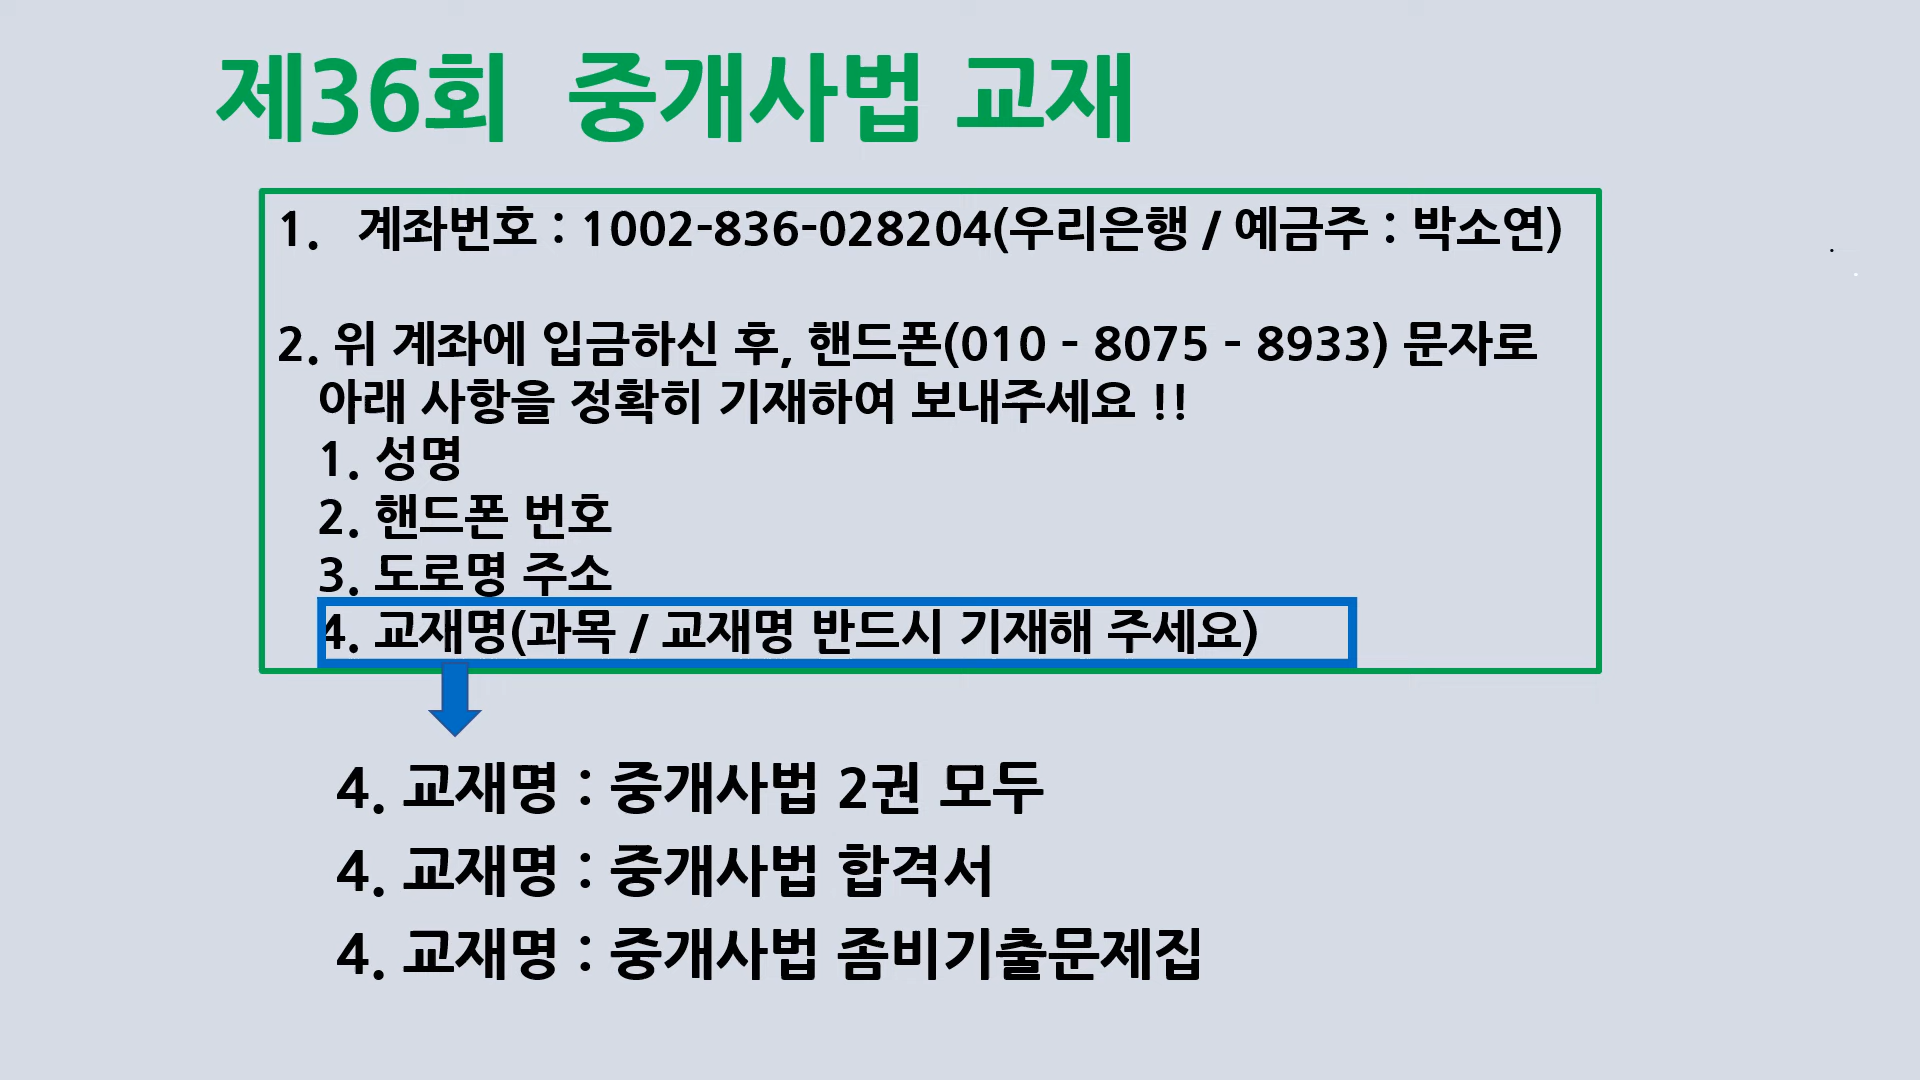 제36회 중개사법 교재
1. 계좌번호 : 1002-836-028204(우리은행 / 예금주 : 박소연)
2. 위 계좌에 입금하신 후, 핸드폰(010 - 8075 - 8933) 문자로
아래 사항을 정확히 기재하여 보내주세요 !!
1. 성명
2. 핸드폰 번호
3. 도로명 주소
4. 교재명(과목 / 교재명 반드시 기재해 주세요)
4. 교재명 : 중개사법 2권 모두
4. 교재명 : 중개사법 합격서
4. 교재명 : 중개사법 좀비기출문제집